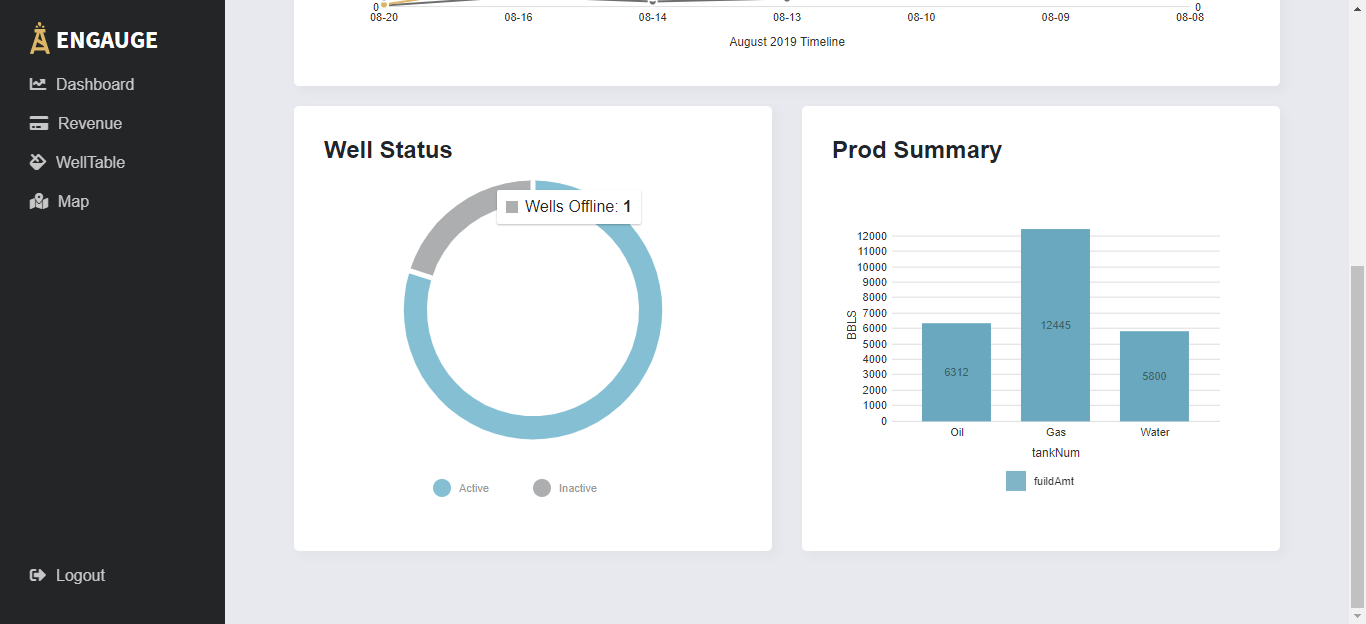 ENGAUGE
Dashboard
Revenue
WellTable
Map
Logout
0
0
08-20 08-16 08-14 08-13 08-10 08-09 08-08
August 2019 Timeline
Well Status
Wells Offline: 1
Active Inactive
Prod Summary
12000
11000
10000
9000
8000
7000
6000
5000
4000
3000
2000
1000
0
BBLS
6312
12445
5800
Oil Gas Water
tankNum
fuildAmt